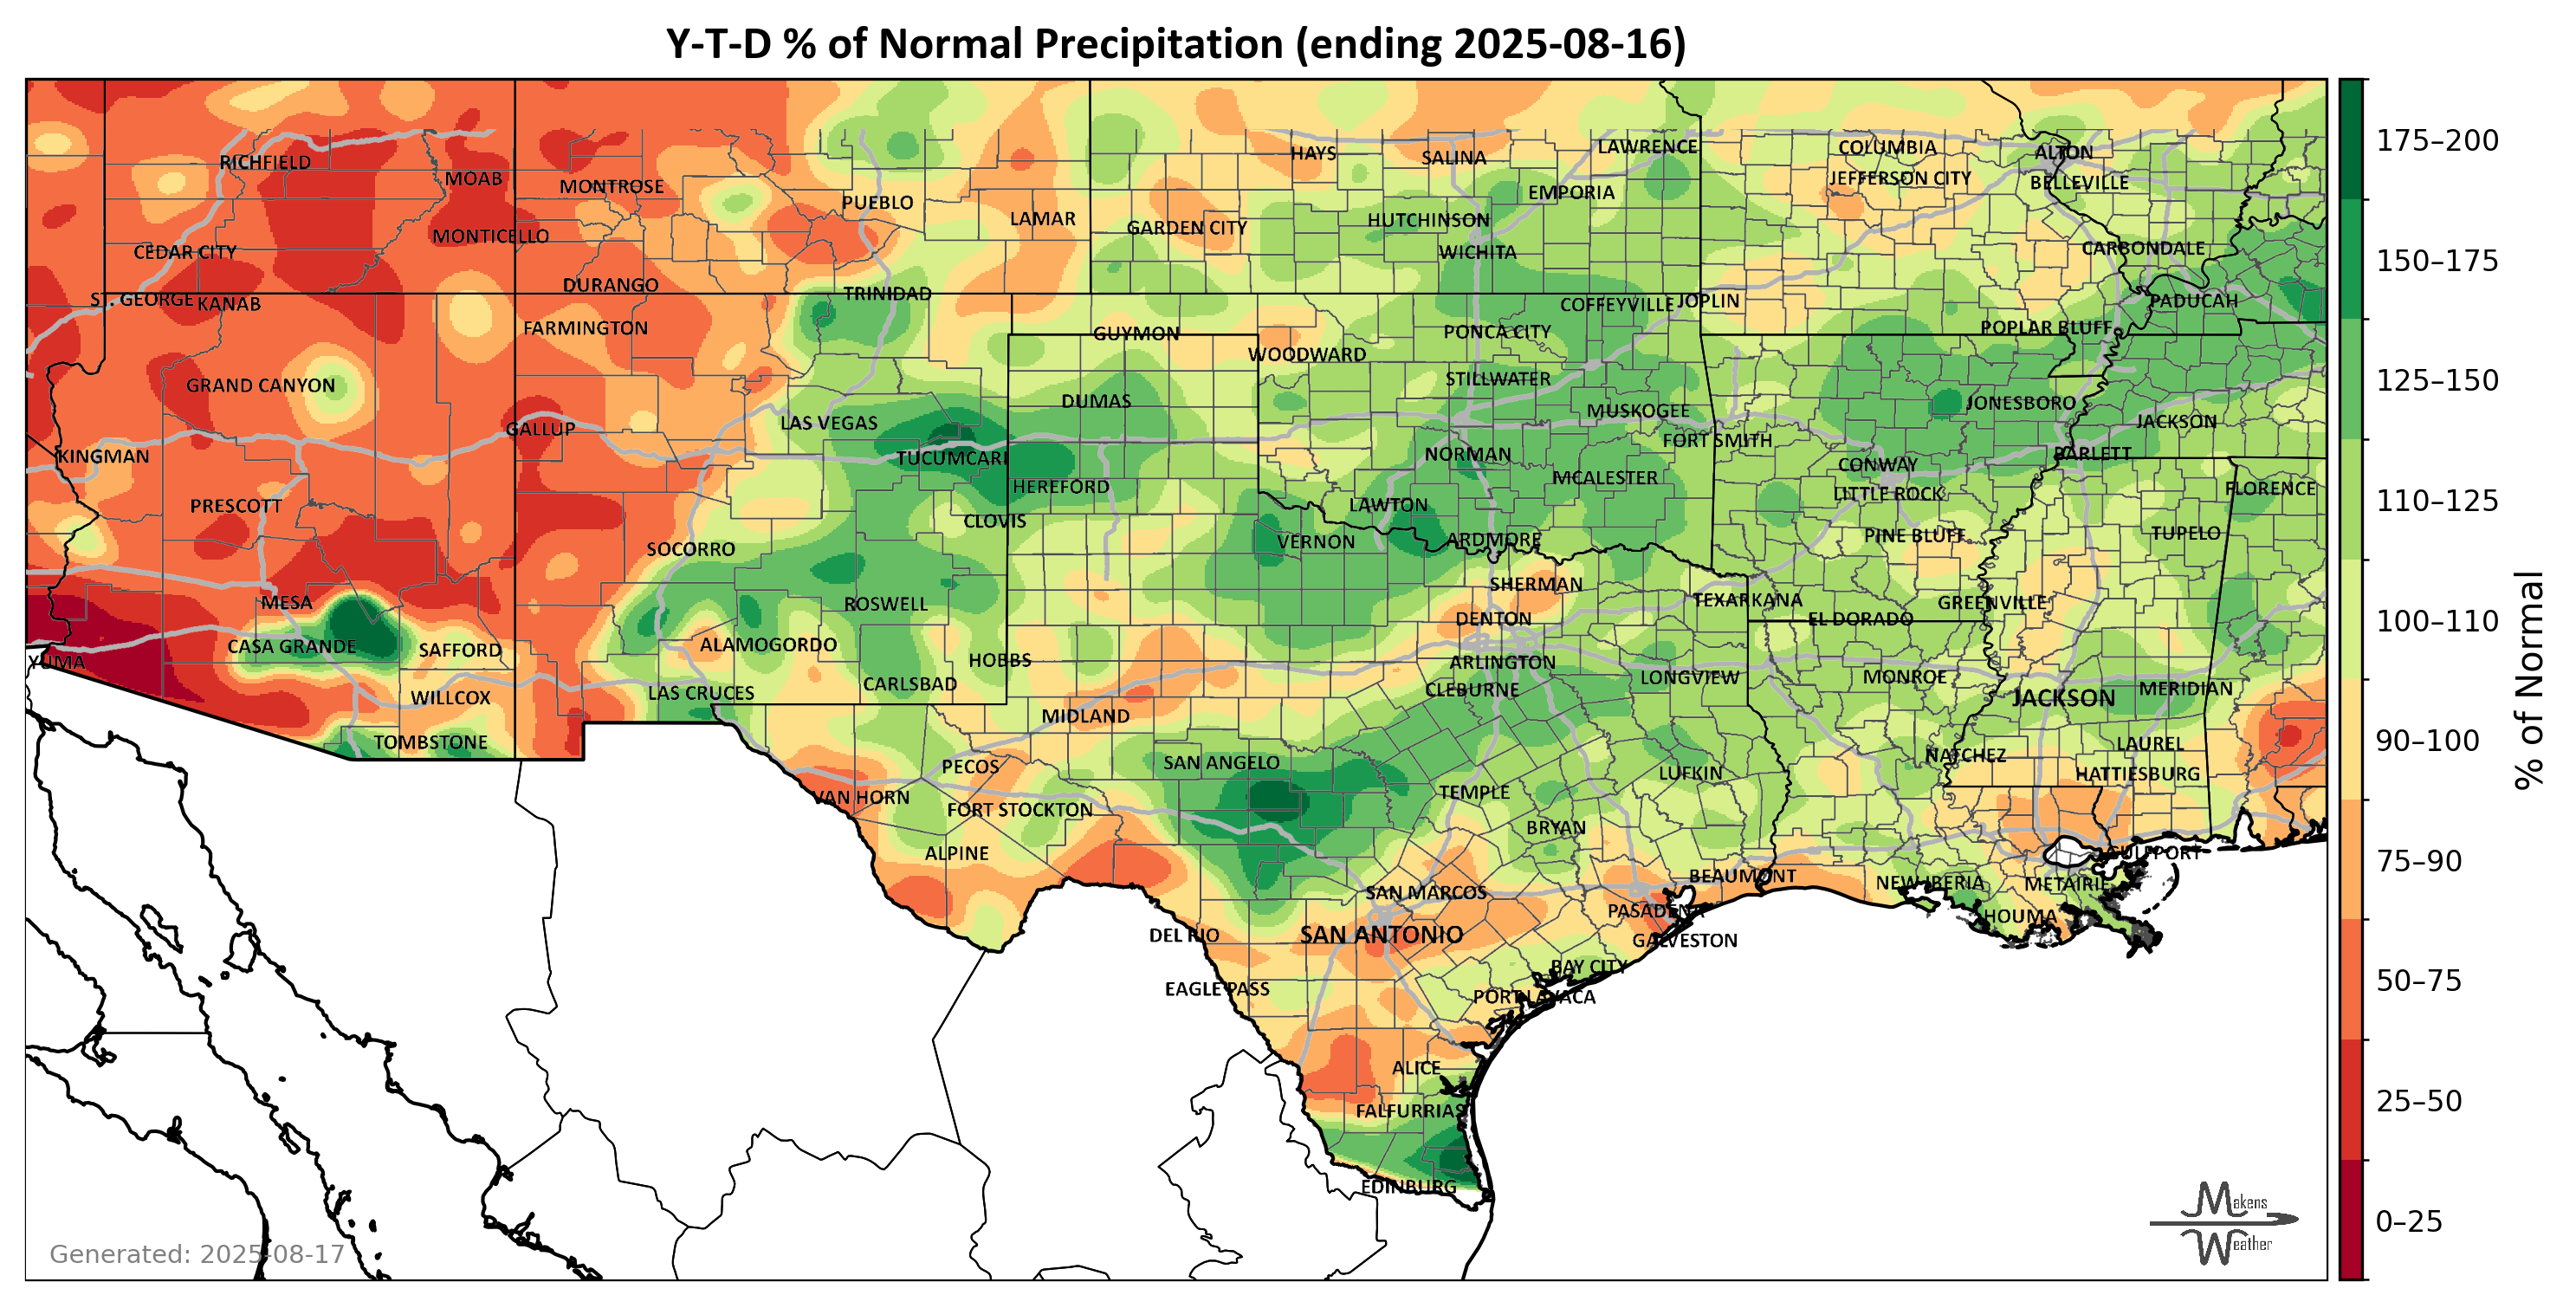 Y-T-D % of Normal Precipitation (ending 2025-08-16)
RICHFIELD
MOAB
MONTROSE
PUEBLO
LAMAR
HAYS
SALINA
LAWRENCE
COLUMBIA
ALTON
175–200
EMPORIA
JEFFERSON CITY
BELLEVILLE
CEDAR CITY
MONTICELLO
GARDEN CITY
HUTCHINSON
WICHITA
CARBONDALE
150–175
ST. GEORGE
KANAB
DURANGO
TRINIDAD
COFFEYVILLE
JOPLIN
PADUCAH
FARMINGTON
GUYMON
PONCA CITY
POPLAR BLUFF
WOODWARD
GRAND CANYON
STILLWATER
125–150
DUMAS
MUSKOGEE
JONESBORO
GALLUP
LAS VEGAS
JACKSON
KINGMAN
TUCUMCARI
NORMAN
FORT SMITH
BARLETT
CONWAY
HEREFORD
MCALESTER
LITTLE ROCK
FLORENCE
PRESCOTT
CLOVIS
LAWTON
110–125
SOCORRO
VERNON
ARDMORE
PINE BLUFF
TUPELO
MESA
ROSWELL
SHERMAN
TEXARKANA
GREENVILLE
DENTON
EL DORADO
100–110
CASA GRANDE
SAFFORD
ALAMOGORDO
YUMA
HOBBS
ARLINGTON
WILLCOX
LAS CRUCES
CARLSBAD
CLEBURNE
LONGVIEW
MONROE
JACKSON
MERIDIAN
% of Normal
TOMBSTONE
MIDLAND
NATCHEZ
LAUREL
90–100
PECOS
SAN ANGELO
LUFKIN
HATTIESBURG
VAN HORN
FORT STOCKTON
TEMPLE
BRYAN
ALPINE
GULFPORT
75–90
SAN MARCOS
BEAUMONT
NEW IBERIA
METAIRIE
PASADENA
HOUMA
DEL RIO
SAN ANTONIO
GALVESTON
BAY CITY
50–75
EAGLE PASS
PORT LAVACA
ALICE
FALFURRIAS
25–50
EDINBURG
Makens
Weather
0–25
Generated: 2025-08-17